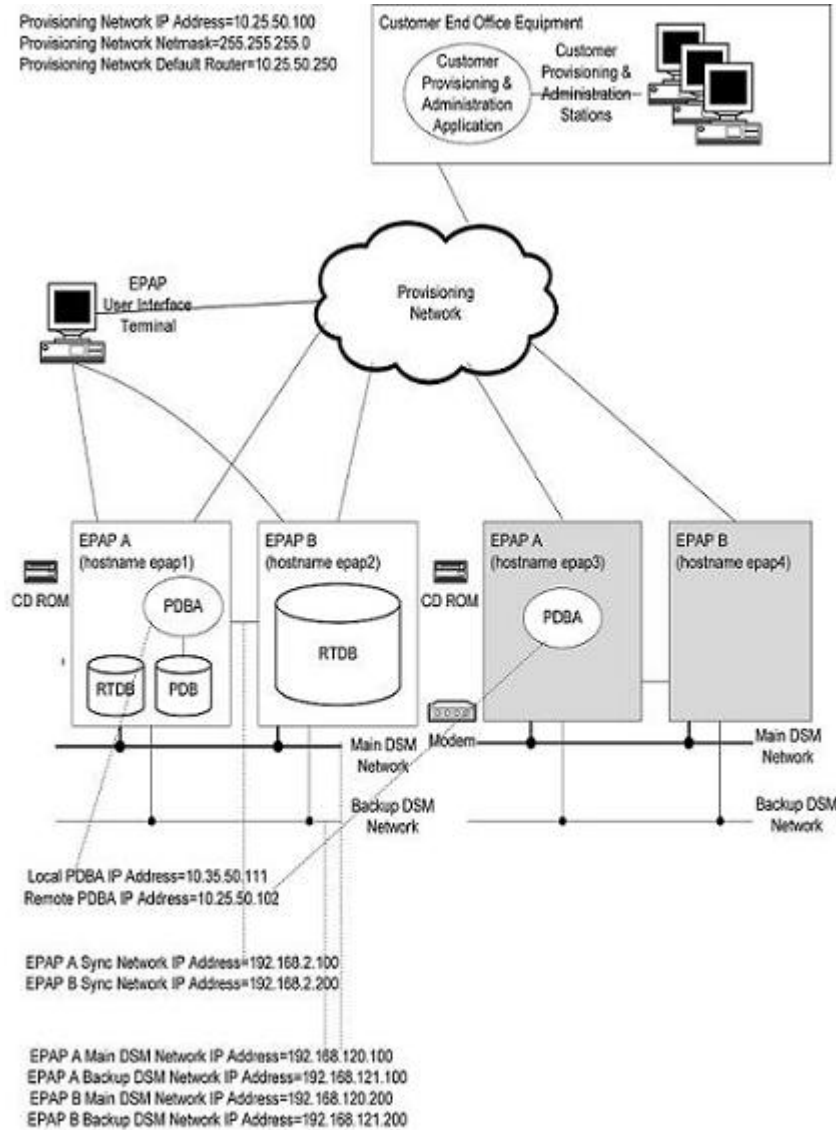 Provisioning Network IP Address=10.25.50.100
Provisioning Network Netmask=255.255.255.0
Provisioning Network Default Router=10.25.50.250
Customer End Office Equipment
Customer
Provisioning &
Administration
Application
Customer
Provisioning &
Administration
Stations
EPAP
User Interface
Terminal
Provisioning
Network
EPAP A
(hostname epap1)
EPAP B
(hostname epap2)
EPAP A
(hostname epap3)
EPAP B
(hostname epap4)
CD ROM
PDBA
RTDB
PDB
RTDB
CD ROM
PDBA
Modem
Main DSM
Network
Main DSM
Network
Backup DSM
Network
Backup DSM
Network
Local PDBA IP Address=10.35.50.111
Remote PDBA IP Address=10.25.50.102
EPAP A Sync Network IP Address=192.168.2.100
EPAP B Sync Network IP Address=192.168.2.200
EPAP A Main DSM Network IP Address=192.168.120.100
EPAP A Backup DSM Network IP Address=192.168.121.100
EPAP B Main DSM Network IP Address=192.168.120.200
EPAP B Backup DSM Network IP Address=192.168.121.200